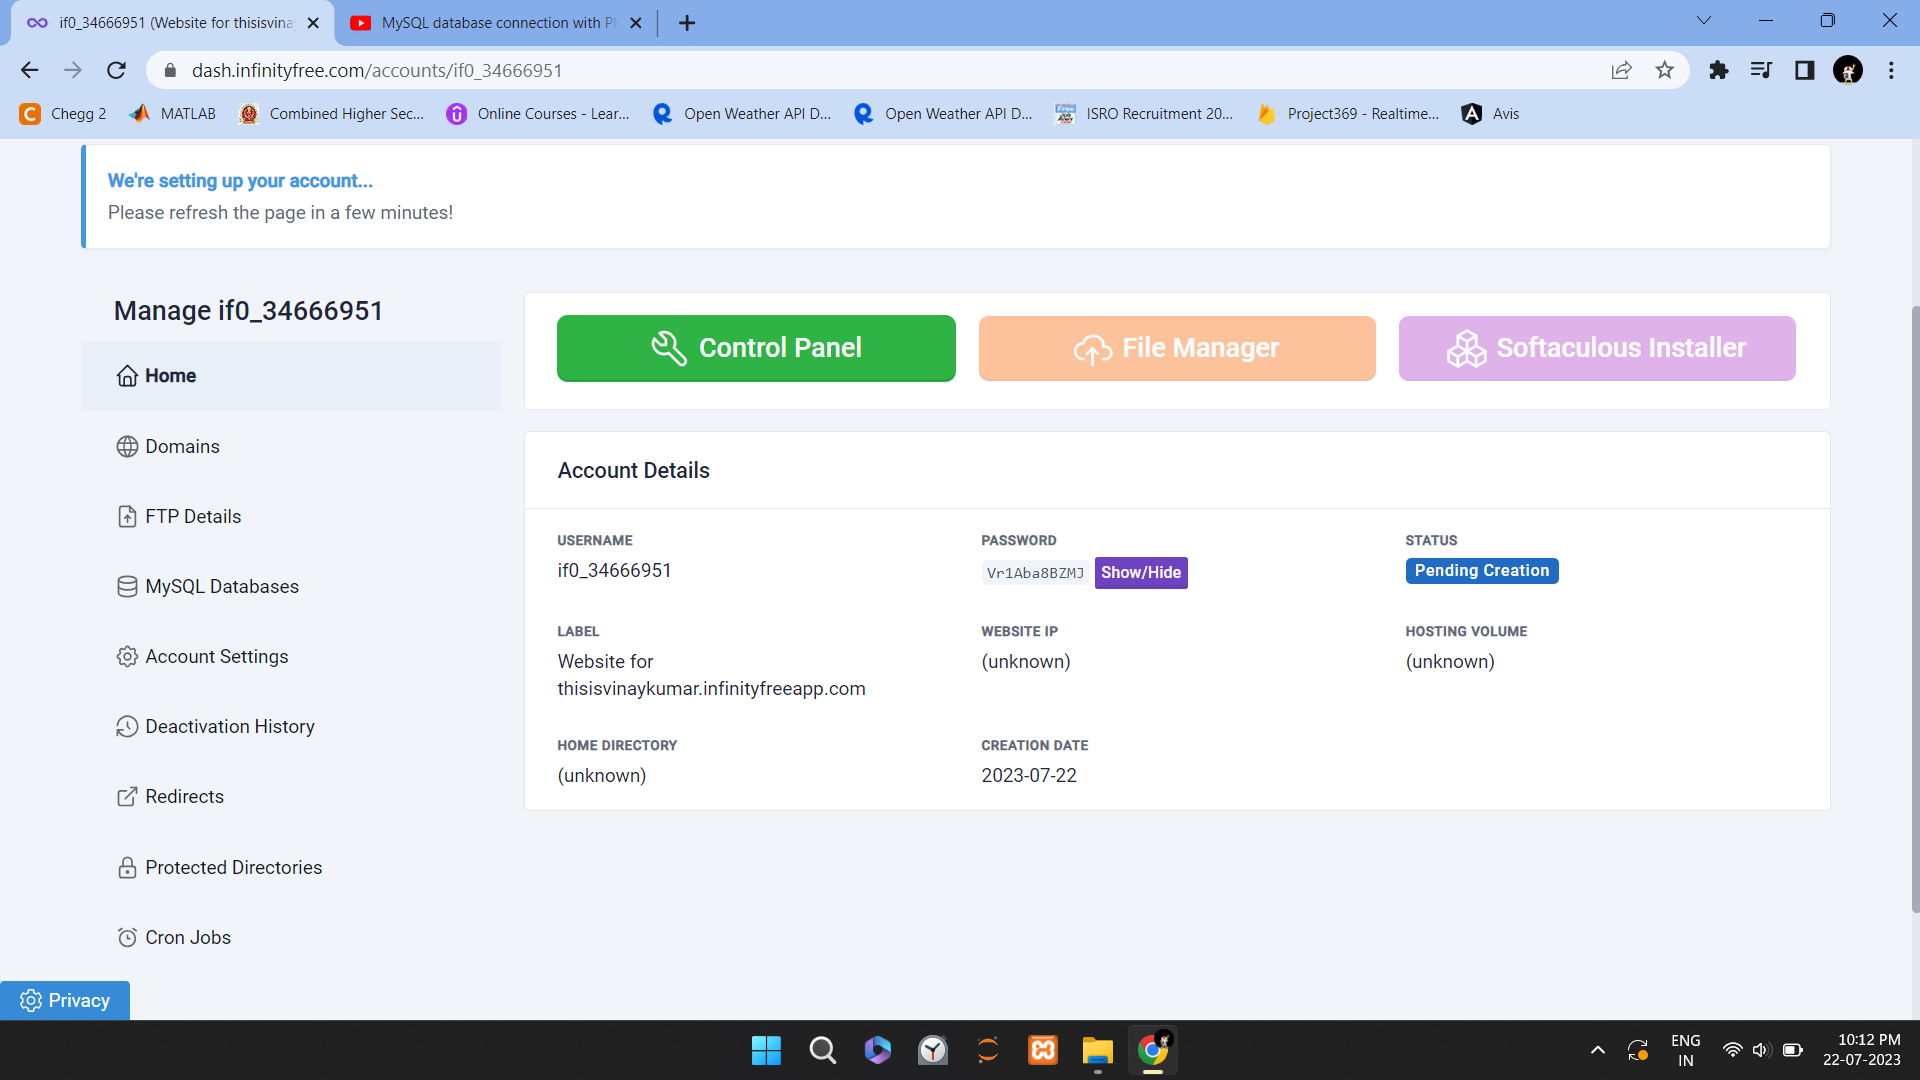 if0_34666951 (Website for thisisvina
MySQL database connection with PH
dash.infinityfree.com/accounts/if0_34666951
Chegg 2
MATLAB
Combined Higher Sec...
Online Courses - Lear...
Open Weather API D...
Open Weather API D...
ISRO Recruitment 20...
Project369 - Realtime...
Avis
We're setting up your account...
Please refresh the page in a few minutes!
Manage if0_34666951
Home
Domains
FTP Details
MySQL Databases
Account Settings
Deactivation History
Redirects
Protected Directories
Cron Jobs
Privacy
Control Panel
File Manager
Softaculous Installer
Account Details
USERNAME
if0_34666951
PASSWORD
Vr1Aba8BZMJ
Show/Hide
STATUS
Pending Creation
LABEL
Website for
thisisvinaykumar.infinityfreeapp.com
WEBSITE IP
(unknown)
HOSTING VOLUME
(unknown)
HOME DIRECTORY
(unknown)
CREATION DATE
2023-07-22
ENG
IN
10:12 PM
22-07-2023